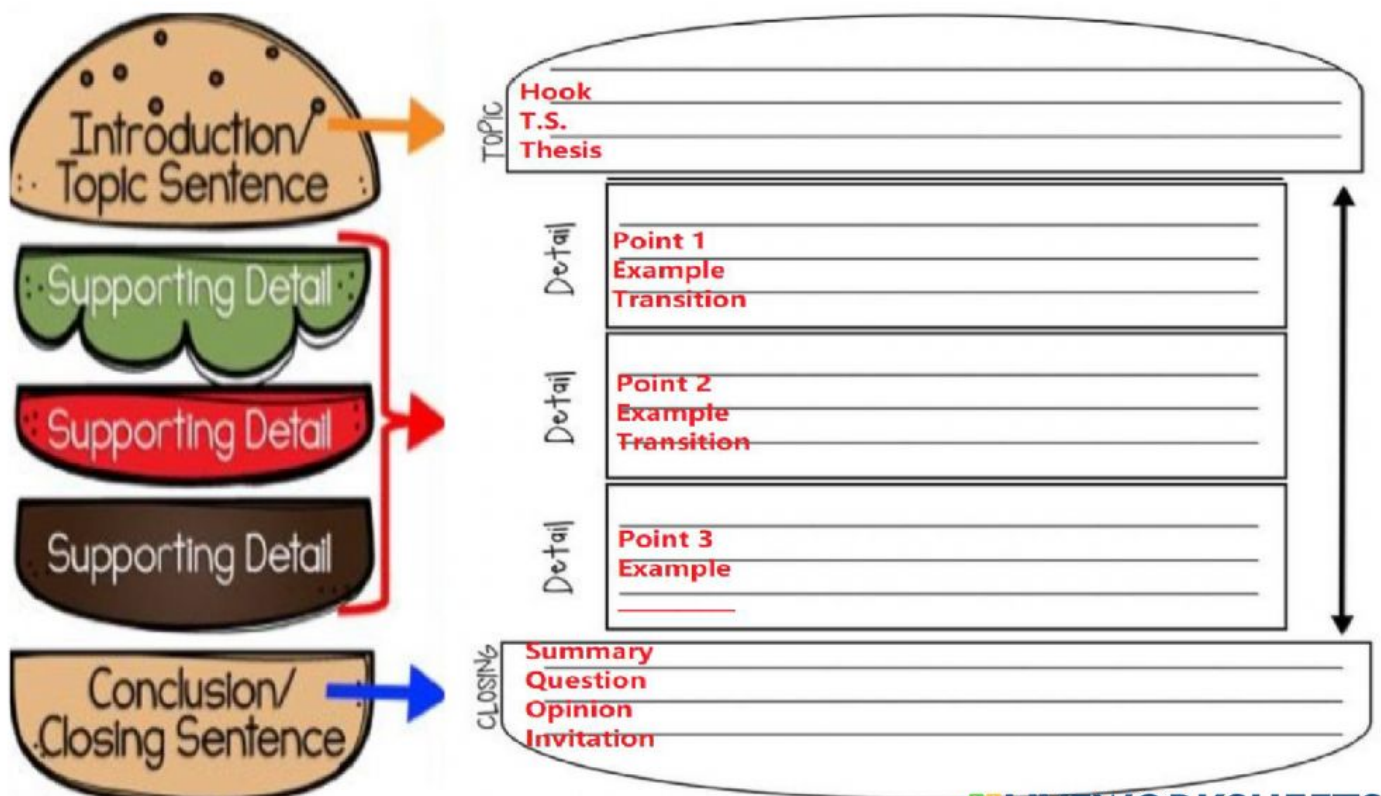 Introduction/
Topic Sentence
Supporting Detail
Supporting Detail
Supporting Detail
Conclusion/
Closing Sentence
TOPIC
Hook
T.S.
Thesis
Detail
Point 1
Example
Transition
Detail
Point 2
Example
Transition
Detail
Point 3
Example
CLOSING
Summary
Question
Opinion
Invitation